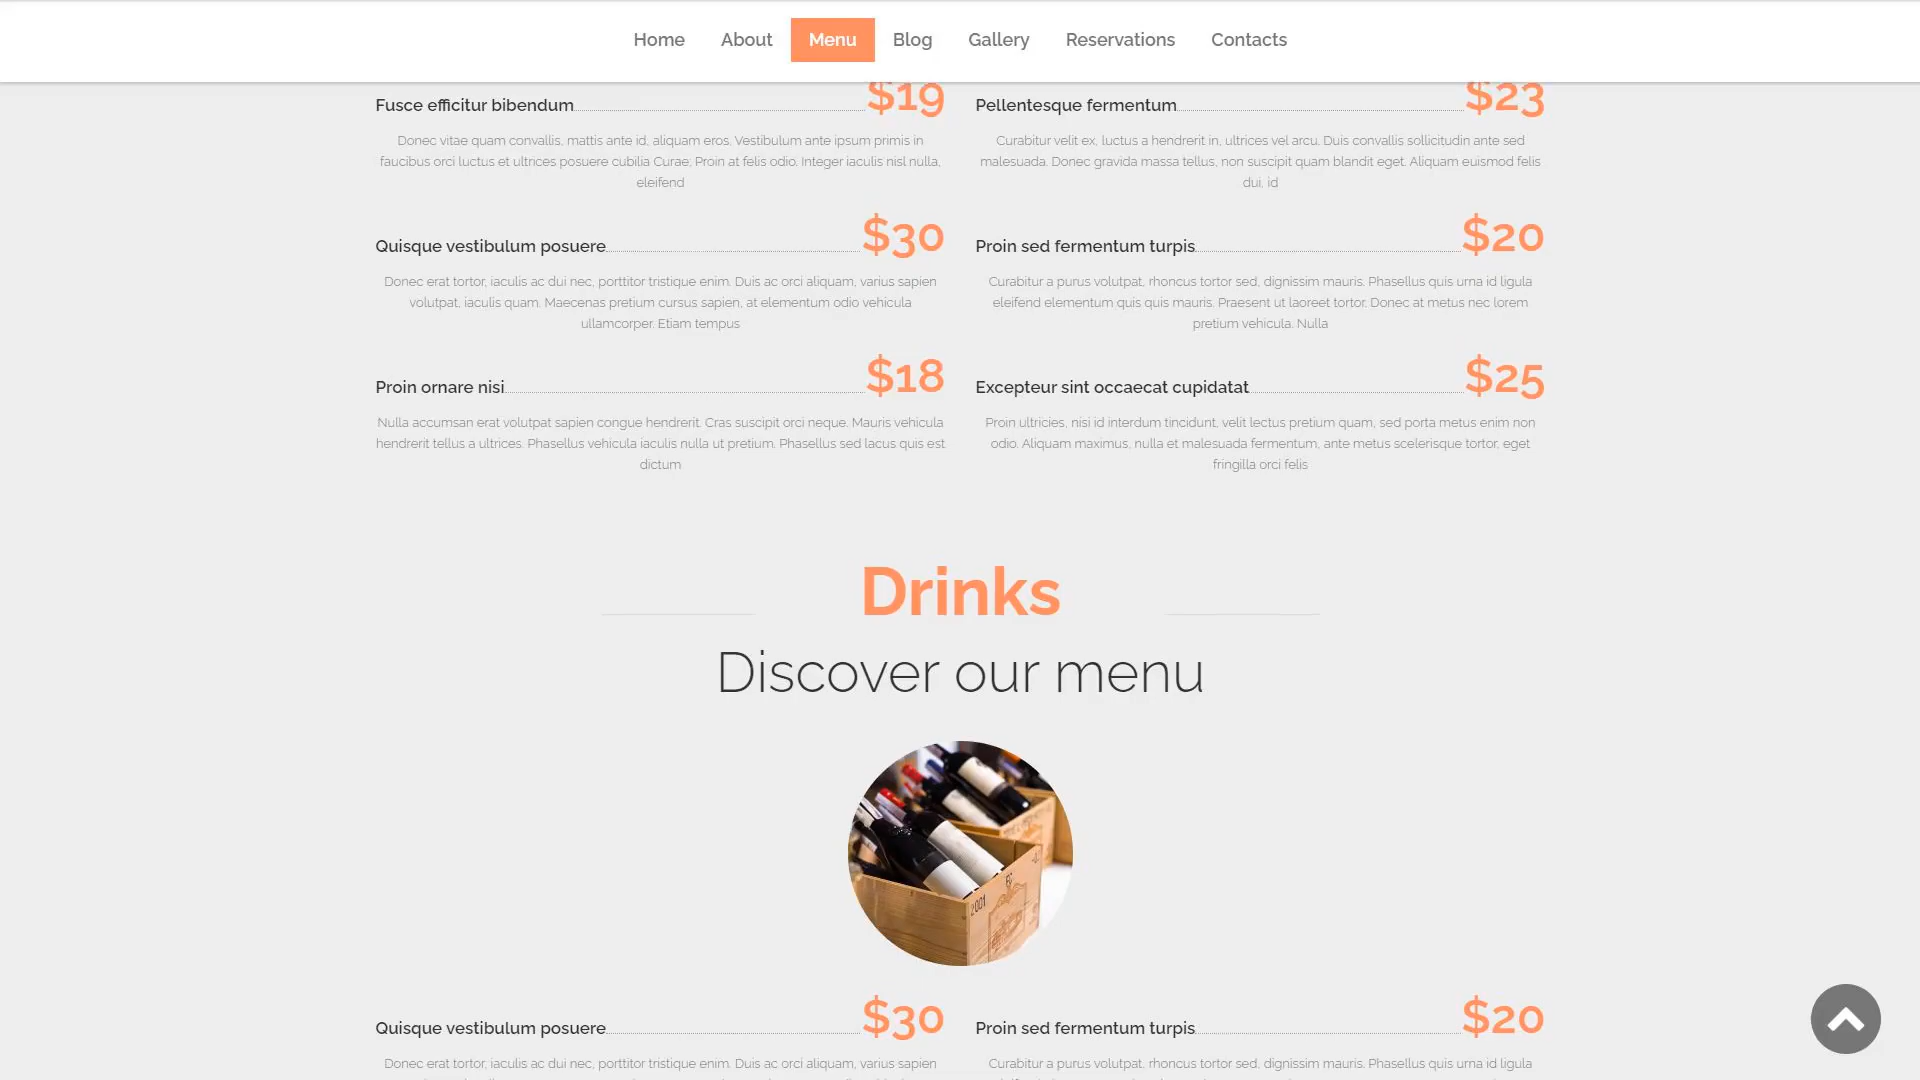 Home About Menu Blog Gallery Reservations Contacts
Fusce efficitur bibendum $19
Donec vitae quam convallis, mattis ante id, aliquam eros. Vestibulum ante ipsum primis in
faucibus orci luctus et ultrices posuere cubilia Curae; Proin at felis odio. Integer iaculis nisl nulla,
eleifend
Pellentesque fermentum $23
Curabitur velit ex, luctus a hendrerit in, ultrices vel arcu. Duis convallis sollicitudin ante sed
malesuada. Donec gravida massa tellus, non suscipit quam blandit eget. Aliquam euismod felis
dui, id
Quisque vestibulum posuere $30
Donec erat tortor, iaculis ac dui nec, porttitor tristique enim. Duis ac orci aliquam, varius sapien
volutpat, iaculis quam. Maecenas pretium cursus sapien, at elementum odio vehicula
ullamcorper. Etiam tempus
Proin sed fermentum turpis $20
Curabitur a purus volutpat, rhoncus tortor sed, dignissim mauris. Phasellus quis urna id ligula
eleifend elementum quis quis mauris. Praesent ut laoreet tortor. Donec at metus nec lorem
pretium vehicula. Nulla
Proin ornare nisi $18
Nulla accumsan erat volutpat sapien congue hendrerit. Cras suscipit orci neque. Mauris vehicula
hendrerit tellus a ultrices. Phasellus vehicula iaculis nulla ut pretium. Phasellus sed lacus quis est
dictum
Excepteur sint occaecat cupidatat $25
Proin ultricies, nisi id interdum tincidunt, velit lectus pretium quam, sed porta metus enim non
odio. Aliquam maximus, nulla et malesuada fermentum, ante metus scelerisque tortor, eget
fringilla orci felis
Drinks
Discover our menu
2001
Quisque vestibulum posuere $30
Donec erat tortor, iaculis ac dui nec, porttitor tristique enim. Duis ac orci aliquam, varius sapien
Proin sed fermentum turpis $20
Curabitur a purus volutpat, rhoncus tortor sed, dignissim mauris. Phasellus quis urna id ligula